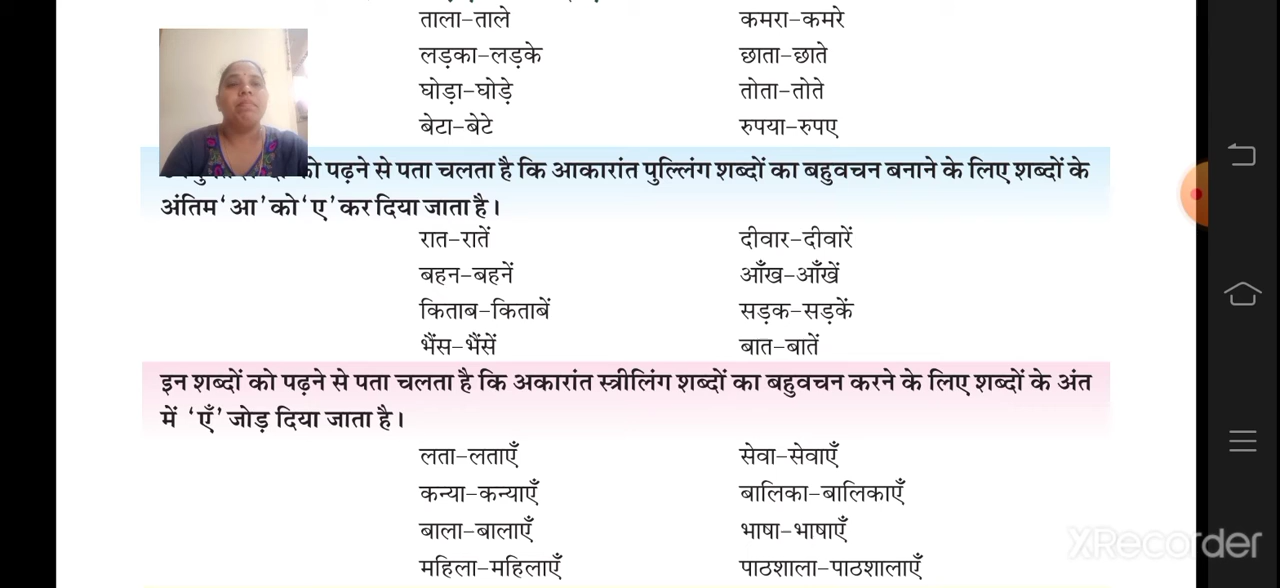 ताला-ताले कमरा-कमरे
लड़का-लड़के छाता-छाते
घोड़ा-घोड़े तोता-तोते
बेटा-बेटे रुपया-रुपए
को पढ़ने से पता चलता है कि आकारांत पुल्लिंग शब्दों का बहुवचन बनाने के लिए शब्दों के
अंतिम ‘आ’ को ‘ए’ कर दिया जाता है।
रात-रातें दीवार-दीवारें
बहन-बहनें आँख-आँखें
किताब-किताबें सड़क-सड़कें
भैंस-भैंसें बात-बातें
इन शब्दों को पढ़ने से पता चलता है कि अकारांत स्त्रीलिंग शब्दों का बहुवचन करने के लिए शब्दों के अंत
में ‘एँ’ जोड़ दिया जाता है।
लता-लताएँ सेवा-सेवाएँ
कन्या-कन्याएँ बालिका-बालिकाएँ
बाला-बालाएँ भाषा-भाषाएँ
महिला-महिलाएँ पाठशाला-पाठशालाएँ
XRecorder